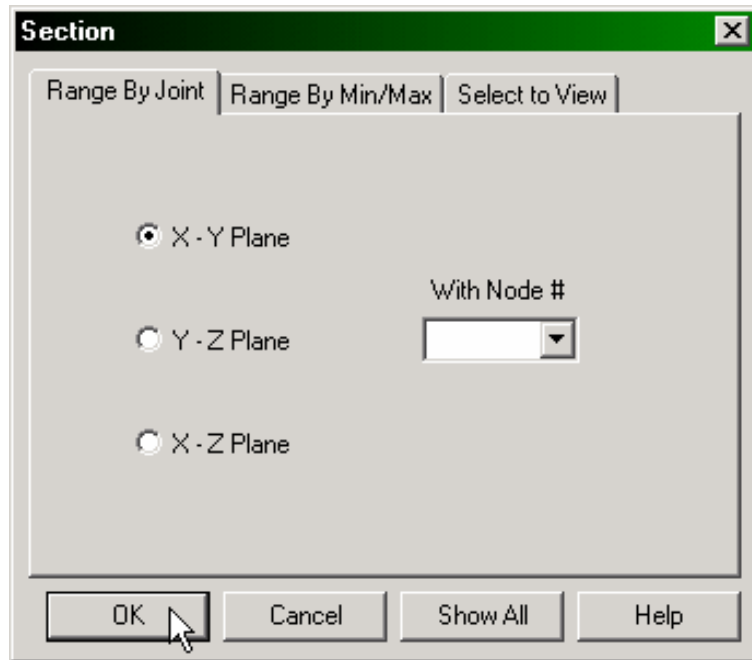 Section
Range By Joint Range By Min/Max Select to View
X - Y Plane
With Node #
Y - Z Plane
X - Z Plane
OK Cancel Show All Help